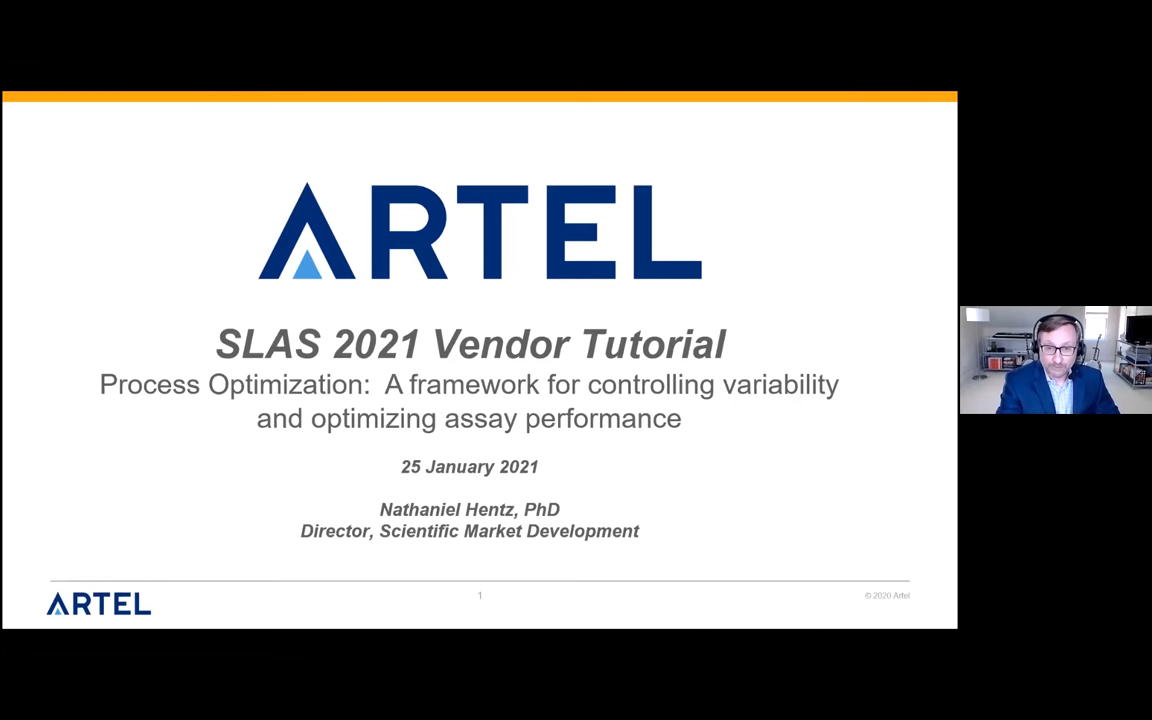 ARTEL
SLAS 2021 Vendor Tutorial
Process Optimization: A framework for controlling variability
and optimizing assay performance
25 January 2021
Nathaniel Hentz, PhD
Director, Scientific Market Development
ARTEL
1
© 2020 Artel